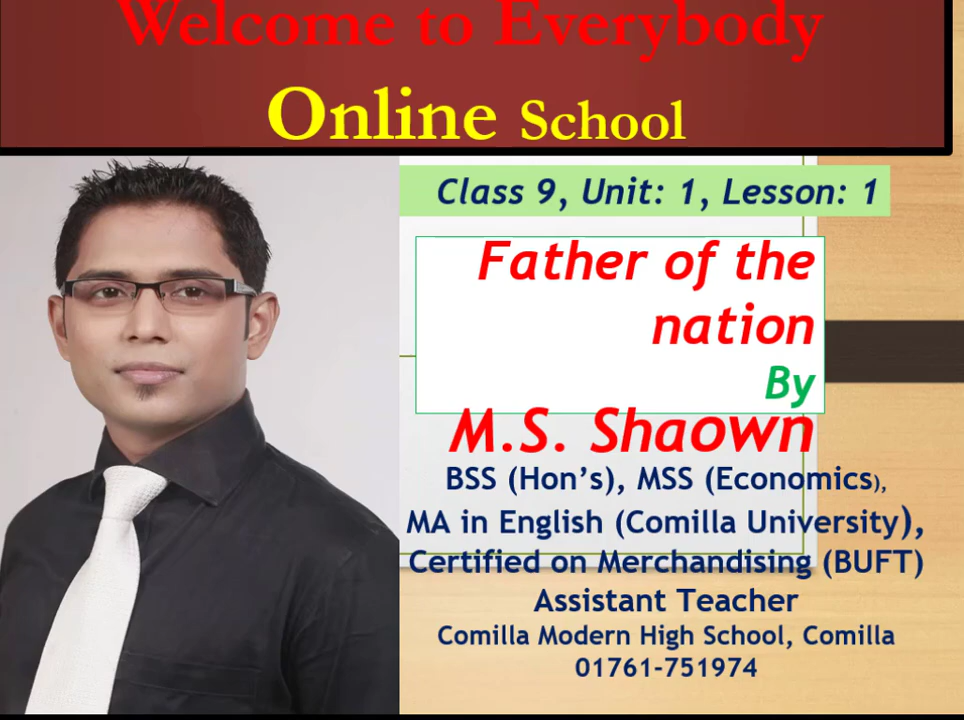 Welcome to Everybody
Online School
Class 9, Unit: 1, Lesson: 1
Father of the
nation
By
M.S. Shaown
BSS (Hon’s), MSS (Economics),
MA in English (Comilla University),
Certified on Merchandising (BUFT)
Assistant Teacher
Comilla Modern High School, Comilla
01761-751974